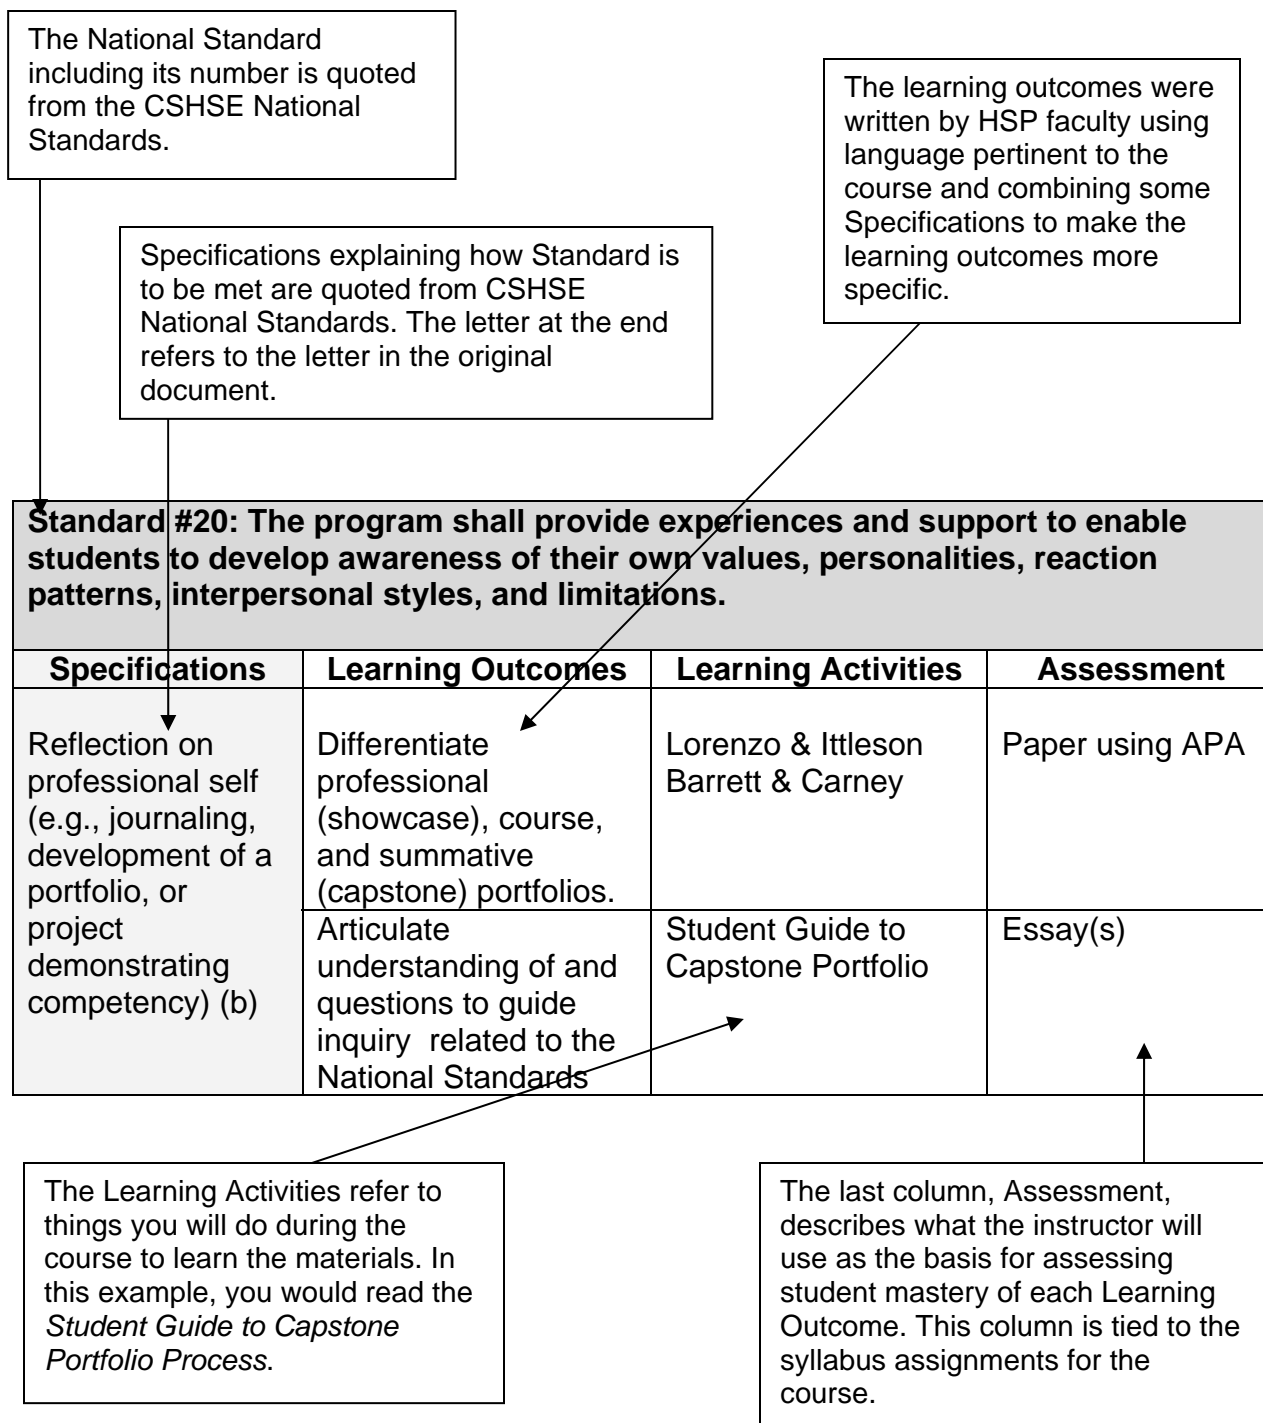 The National Standard
including its number is quoted
from the CSHSE National
Standards.
The learning outcomes were
written by HSP faculty using
language pertinent to the
course and combining some
Specifications to make the
learning outcomes more
specific.
Specifications explaining how Standard is
to be met are quoted from CSHSE
National Standards. The letter at the end
refers to the letter in the original
document.
Standard #20: The program shall provide experiences and support to enable
students to develop awareness of their own values, personalities, reaction
patterns, interpersonal styles, and limitations.
Specifications
Learning Outcomes
Learning Activities
Assessment
Reflection on
professional self
(e.g., journaling,
development of a
portfolio, or
project
demonstrating
competency) (b)
Differentiate
professional
(showcase), course,
and summative
(capstone) portfolios.
Lorenzo & Ittleson
Barrett & Carney
Paper using APA
Articulate
understanding of and
questions to guide
inquiry  related to the
National Standards
Student Guide to
Capstone Portfolio
Essay(s)
The Learning Activities refer to
things you will do during the
course to learn the materials. In
this example, you would read the
Student Guide to Capstone
Portfolio Process.
The last column, Assessment,
describes what the instructor will
use as the basis for assessing
student mastery of each Learning
Outcome. This column is tied to the
syllabus assignments for the
course.